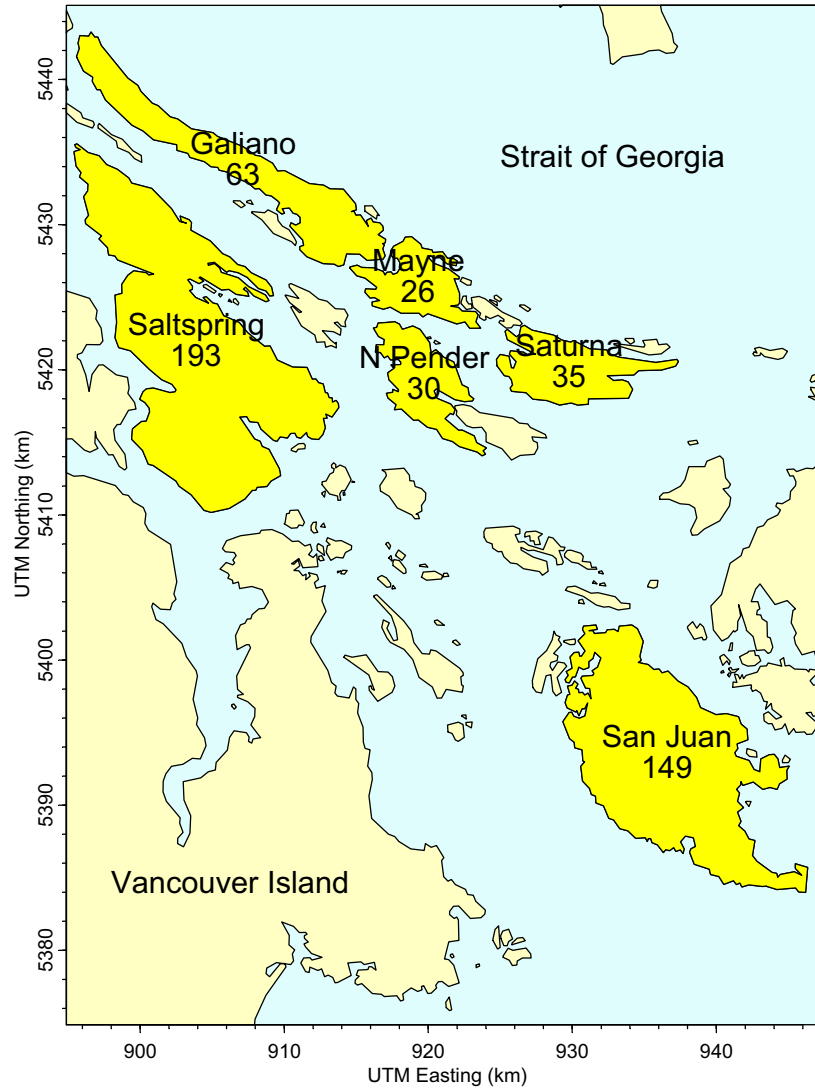 Galiano
63
Strait of Georgia
Mayne
26
Saltspring
193
N Pender
30
Saturna
35
San Juan
149
Vancouver Island
5440
5430
5420
5410
5400
5390
5380
UTM Northing (km)
900
910
920
930
940
UTM Easting (km)